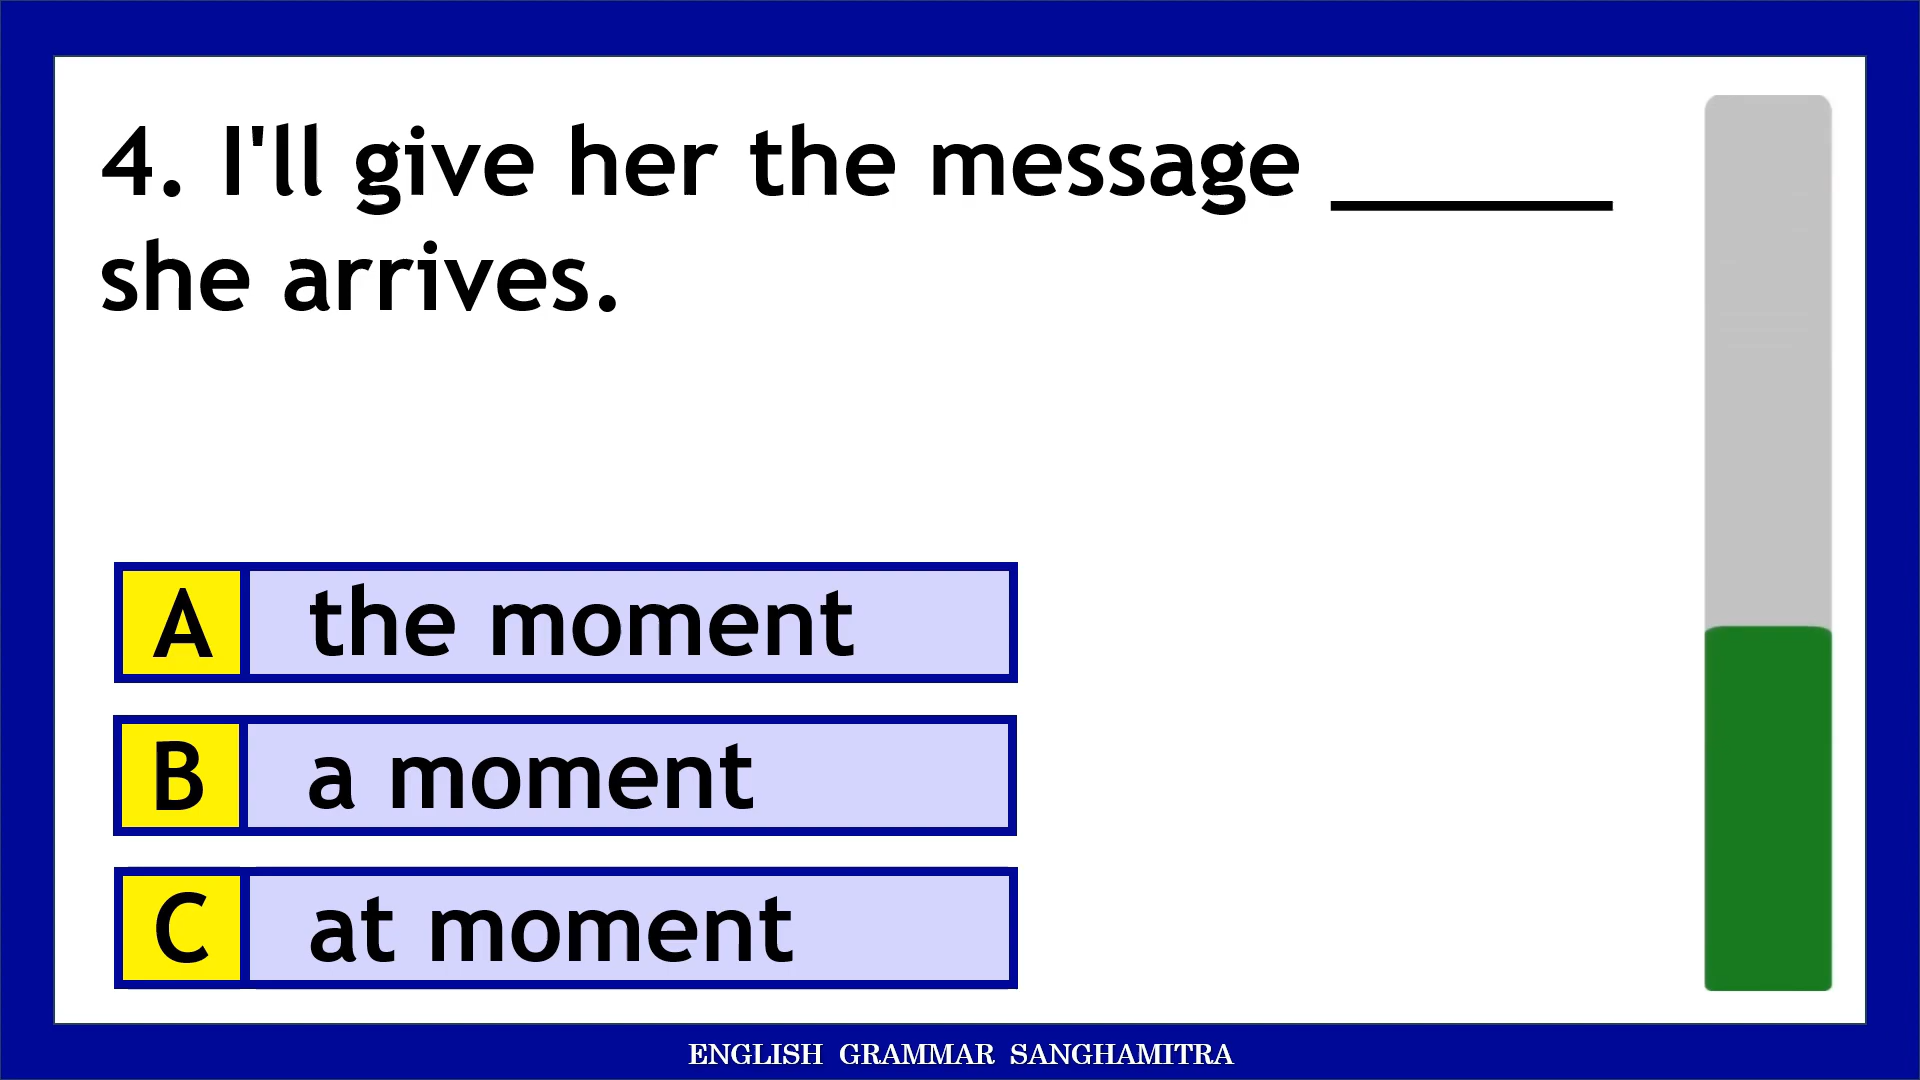 4. I'll give her the message ______
she arrives.
A the moment
B a moment
C at moment
ENGLISH GRAMMAR SANGHAMITRA